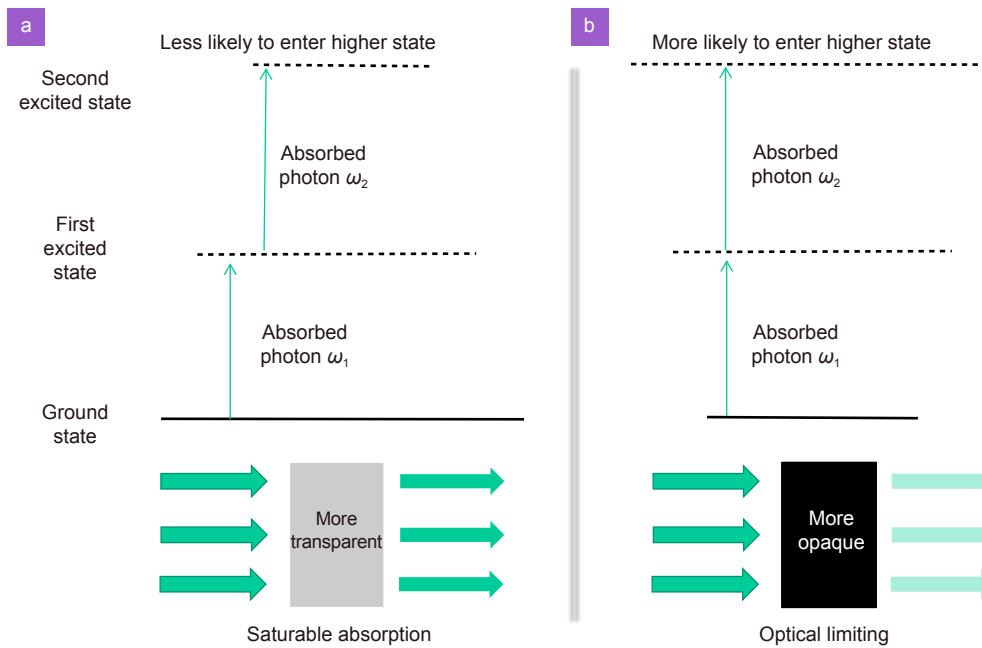 a
Less likely to enter higher state
Second
excited state
Absorbed
photon ω₂
First
excited
state
Absorbed
photon ω₁
Ground
state
More
transparent
Saturable absorption
b
More likely to enter higher state
Absorbed
photon ω₂
Absorbed
photon ω₁
More
opaque
Optical limiting